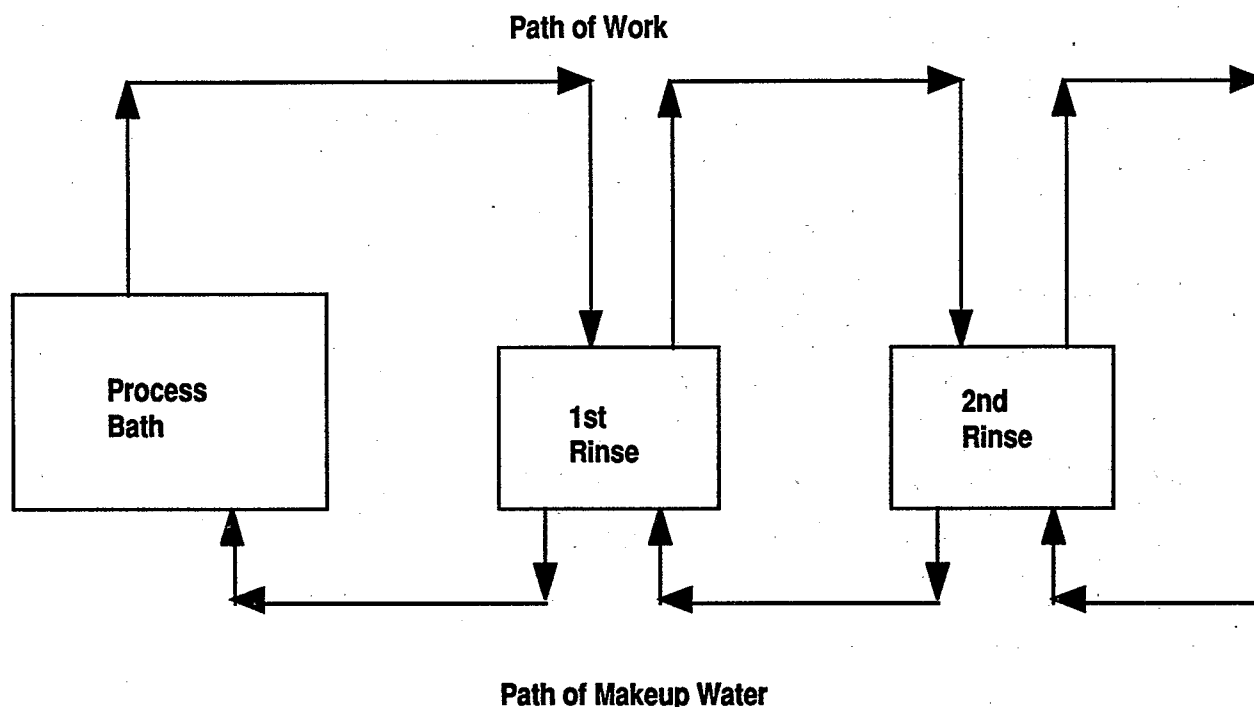 Path of Work
Process
Bath
1st
Rinse
2nd
Rinse
Path of Makeup Water